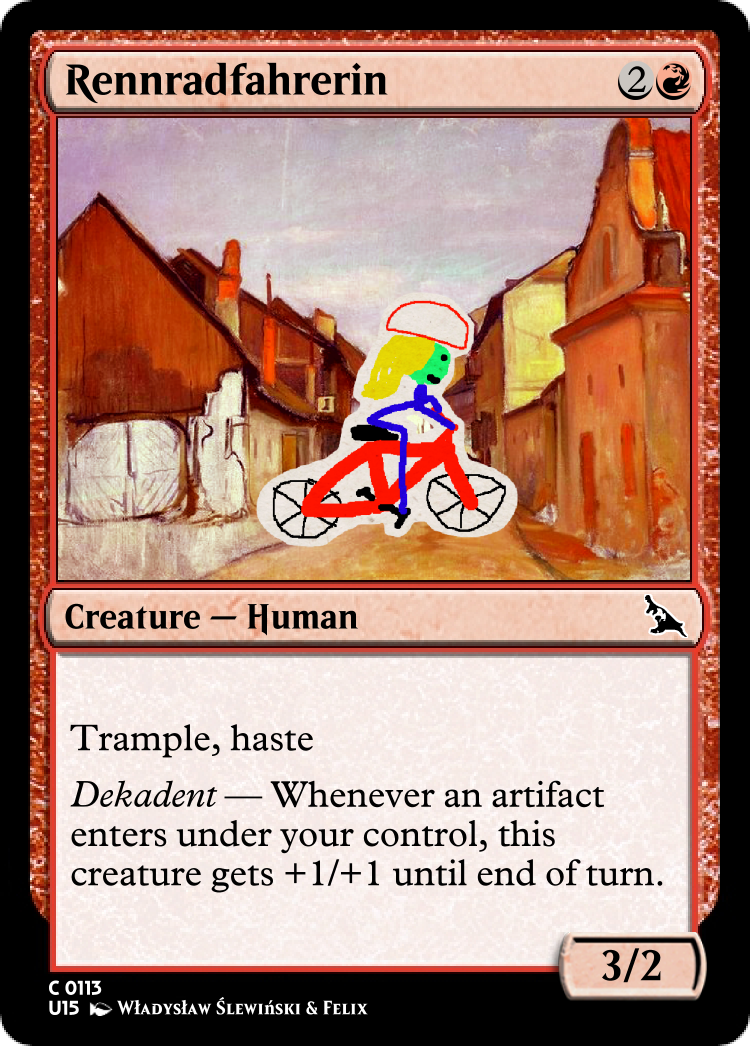 Rennradfahrerin 2
Creature — Human
Trample, haste
Dekadent — Whenever an artifact
enters under your control, this
creature gets +1/+1 until end of turn.
3/2
C 0113
U15 Władysław Ślewiński & Felix